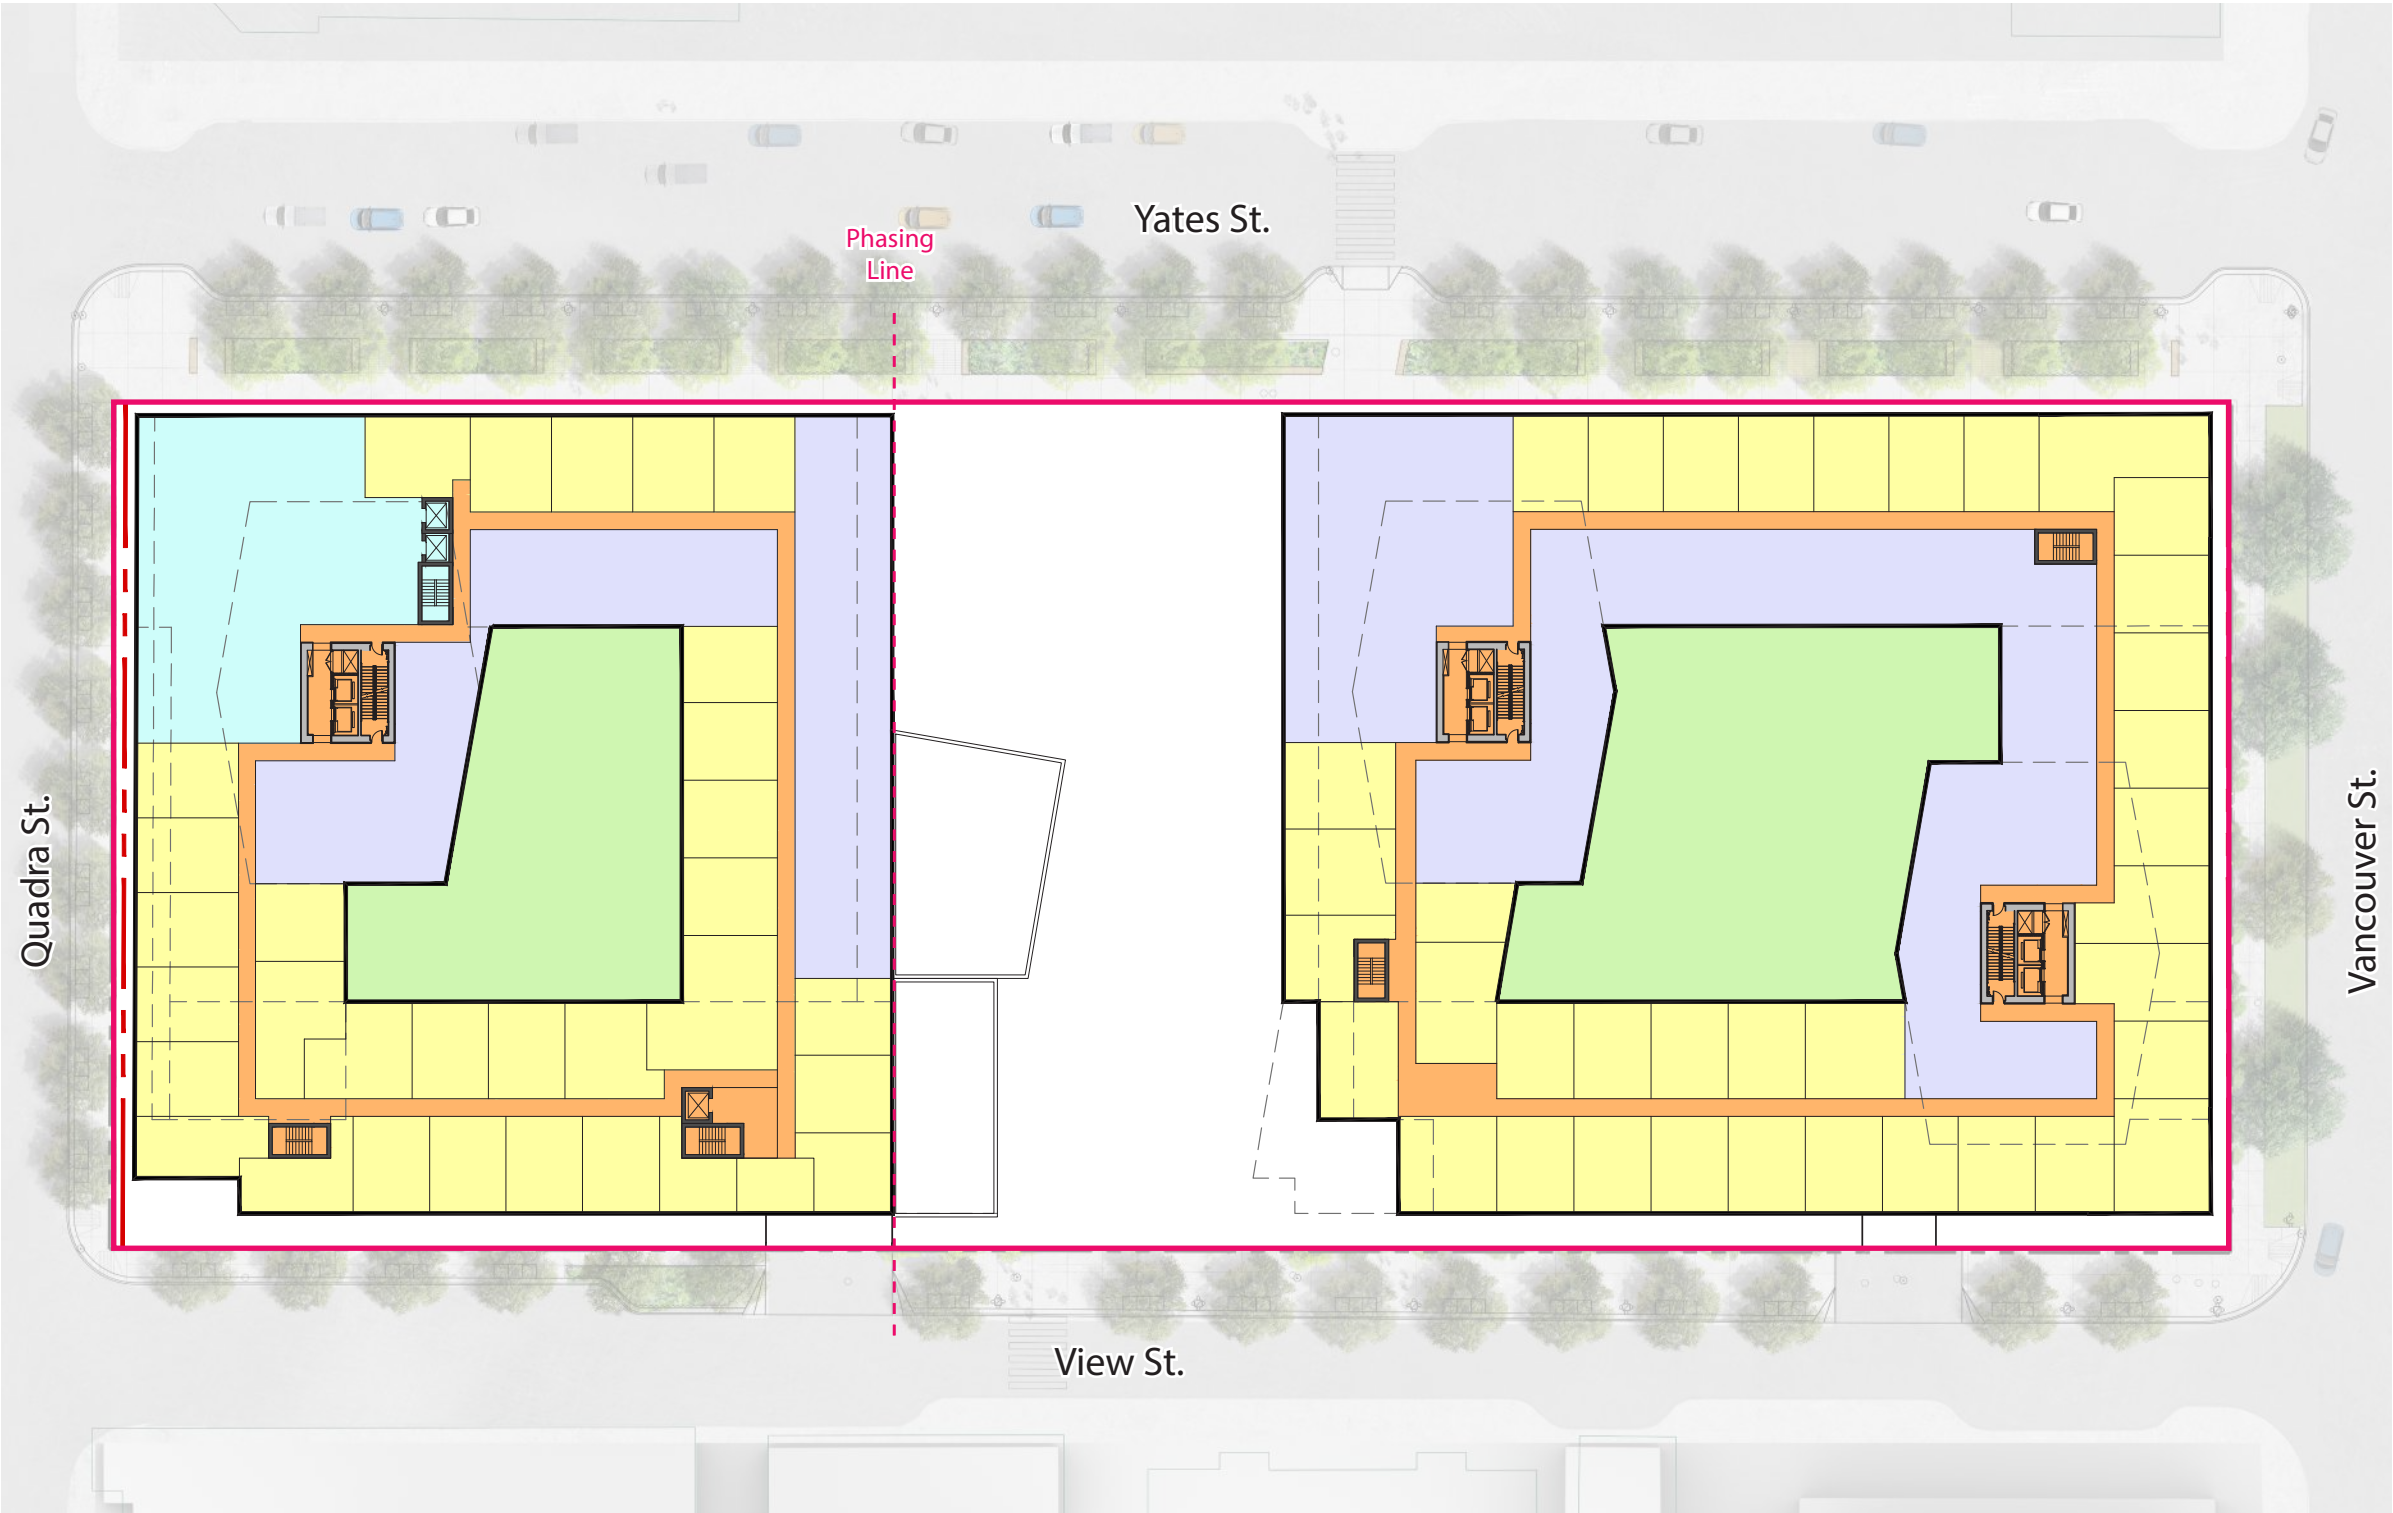 Yates St.
Phasing
Line
Quadra St.
Vancouver St.
View St.